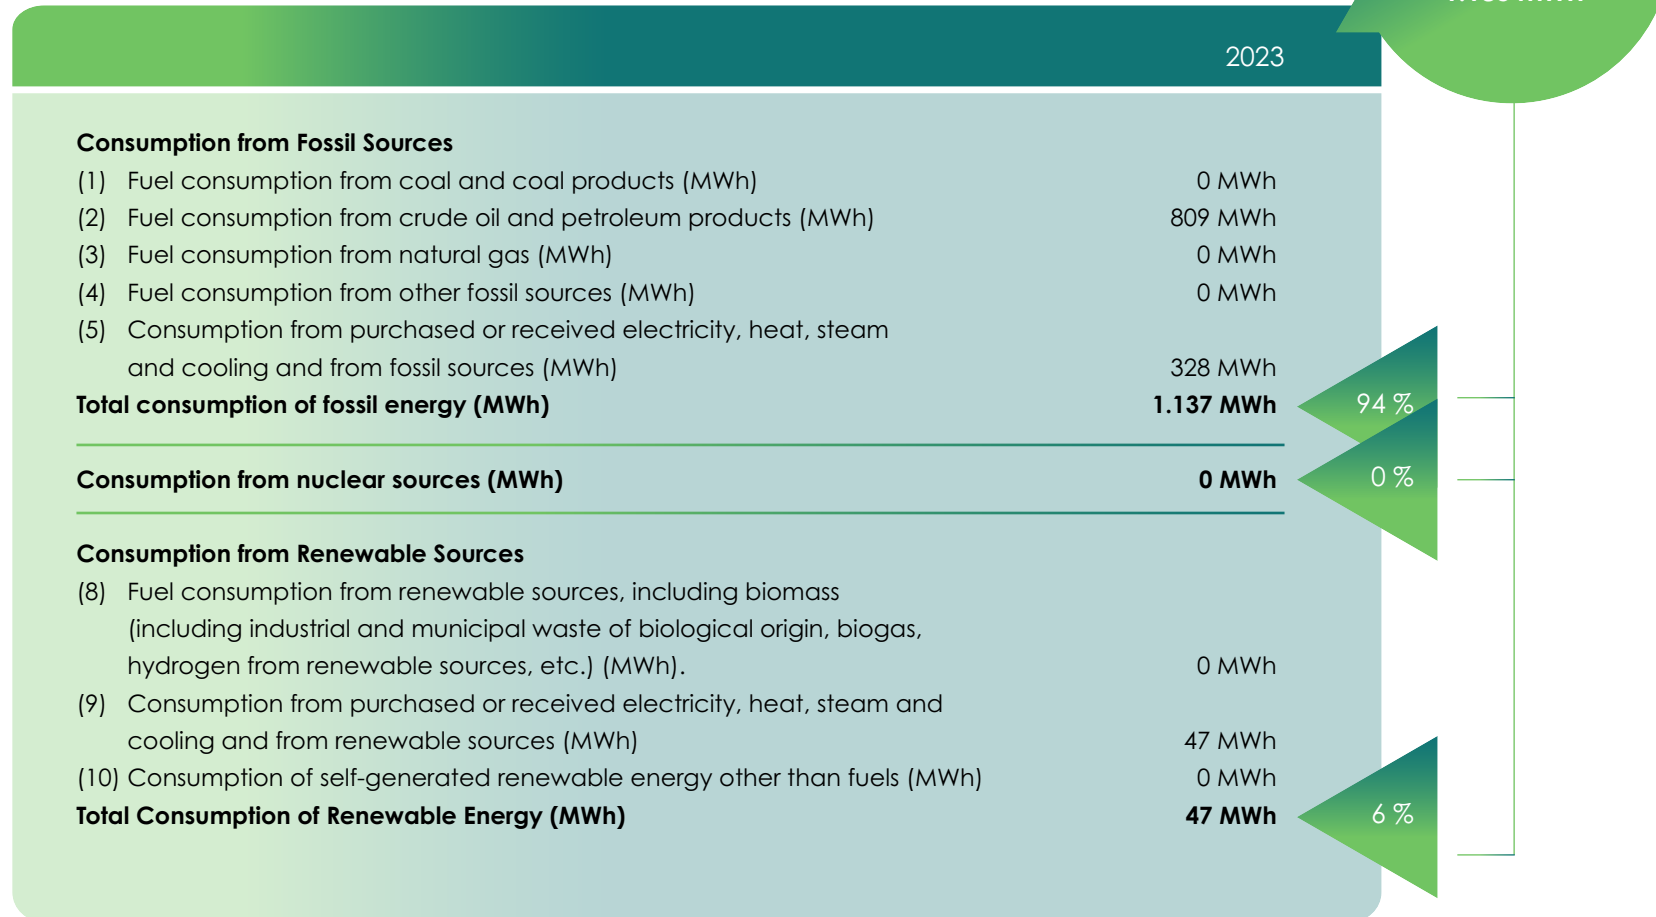 2023
Consumption from Fossil Sources
(1) Fuel consumption from coal and coal products (MWh) 0 MWh
(2) Fuel consumption from crude oil and petroleum products (MWh) 809 MWh
(3) Fuel consumption from natural gas (MWh) 0 MWh
(4) Fuel consumption from other fossil sources (MWh) 0 MWh
(5) Consumption from purchased or received electricity, heat, steam
and cooling and from fossil sources (MWh) 328 MWh
Total consumption of fossil energy (MWh) 1.137 MWh 94 %
Consumption from nuclear sources (MWh) 0 MWh 0 %
Consumption from Renewable Sources
(8) Fuel consumption from renewable sources, including biomass
(including industrial and municipal waste of biological origin, biogas,
hydrogen from renewable sources, etc.) (MWh). 0 MWh
(9) Consumption from purchased or received electricity, heat, steam and
cooling and from renewable sources (MWh) 47 MWh
(10) Consumption of self-generated renewable energy other than fuels (MWh) 0 MWh
Total Consumption of Renewable Energy (MWh) 47 MWh 6 %